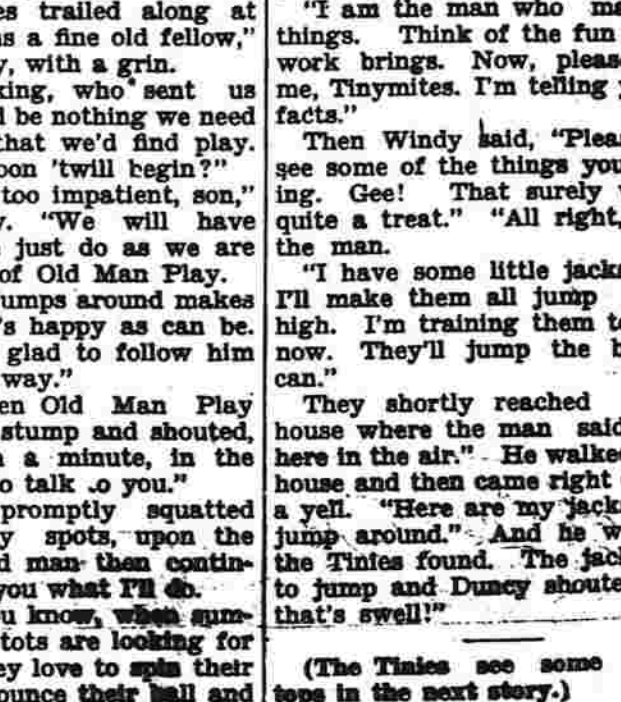 es trailed along at
as a fine old fellow,"
y, with a grin.
king, who sent us
d be nothing we need
that we'd find play.
oon 'twill begin?"
too impatient, son,"
y. "We will have
just do as we are
of Old Man Play.
umps around makes
's happy as can be.
glad to follow him
way."
en Old Man Play
stump and shouted,
n a minute, in the
o talk .o you."
promptly squatted
y spots, upon the
d man then contin-
you what I'll do.
u know, when sum-
tots are looking for
ey love to spin their
ounce their ball and
"I am the man who ma
things. Think of the fun
work brings. Now, pleas
me, Tinymites. I'm telling y
facts."
Then Windy said, "Plea
see some of the things you
ing. Gee! That surely w
quite a treat." "All right,
the man.
"I have some little jacks
I'll make them all jump
high. I'm training them t
now. They'll jump the b
can."
They shortly reached
house where the man said
here in the air." He walked
house and then came right
a yell. "Here are my jack
jump around." And he w
the Tinies found. The jack
to jump and Duncy shoute
that's swell!"
(The Tinies see some
tops in the next story.)